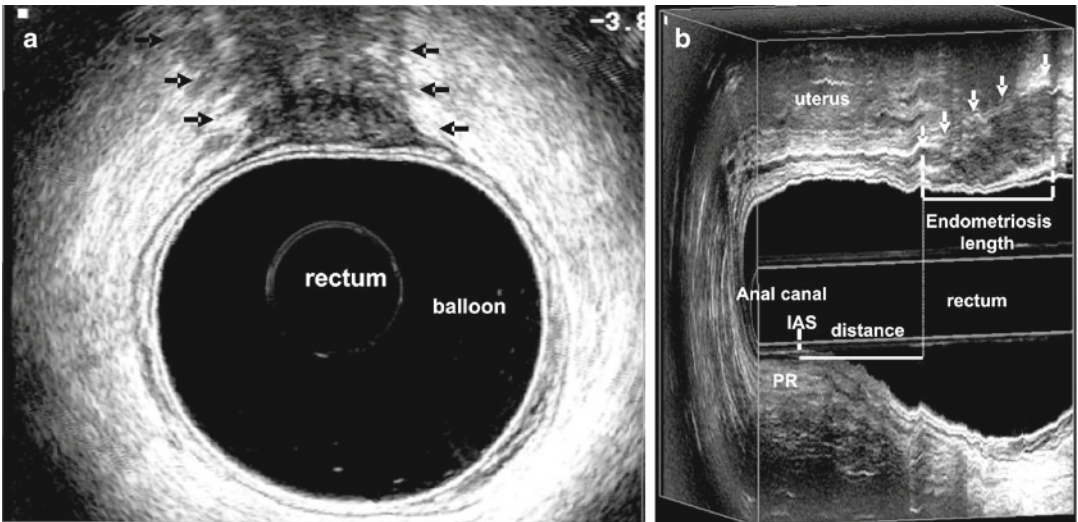 a
-3.8
rectum
balloon
b
uterus
Endometriosis
length
Anal canal
rectum
IAS
distance
PR